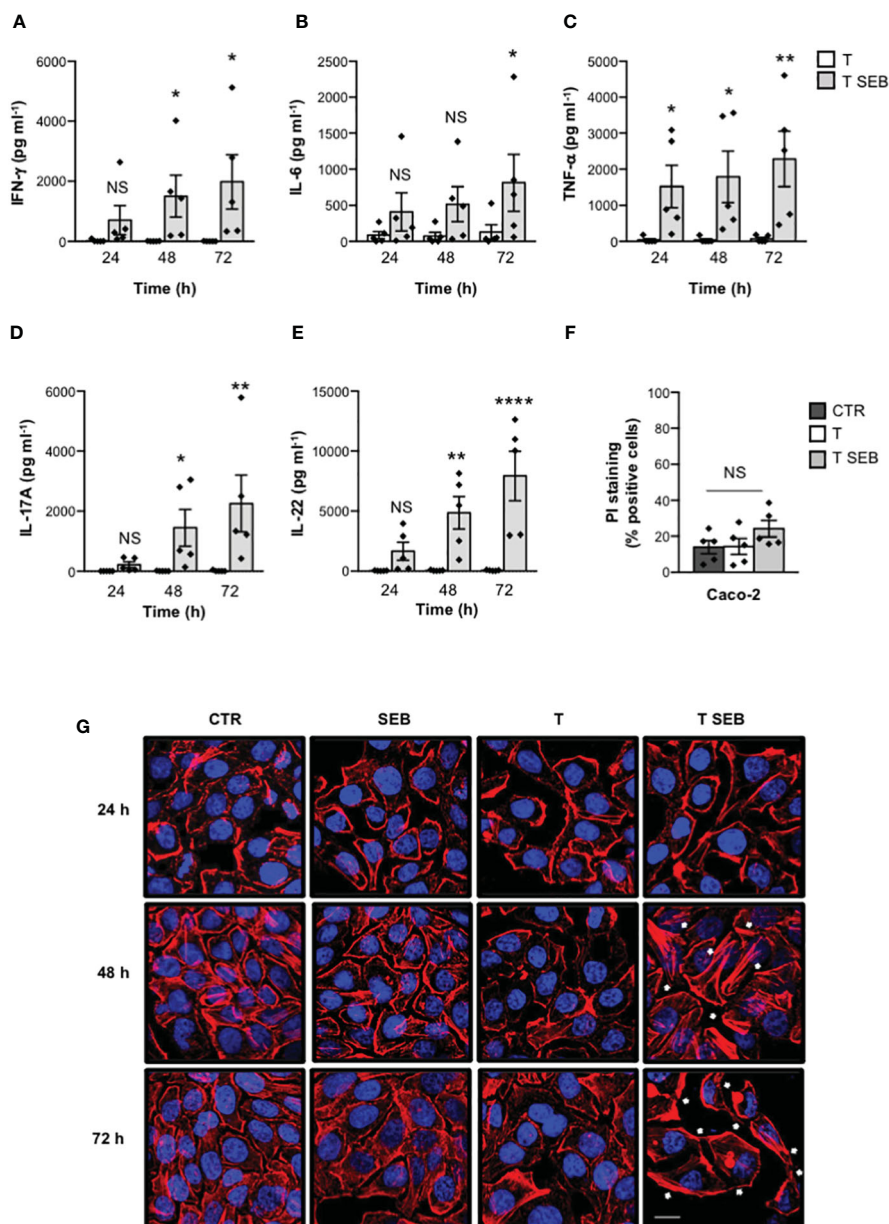 A
B
C
T
T SEB
IFN-γ (pg ml-1)
6000
4000
2000
0
NS
*
*
24 48 72
Time (h)
IL-6 (pg ml-1)
2500
2000
1500
1000
500
0
NS
NS
*
24 48 72
Time (h)
TNF-α (pg ml-1)
5000
4000
3000
2000
1000
0
*
*
**
24 48 72
Time (h)
D
E
F
IL-17A (pg ml-1)
6000
4000
2000
0
NS
*
**
24 48 72
Time (h)
IL-22 (pg ml-1)
15000
10000
5000
0
NS
**
****
24 48 72
Time (h)
PI staining
(% positive cells)
100
80
60
40
20
0
NS
Caco-2
CTR
T
T SEB
G
CTR SEB T T SEB
24 h
48 h
72 h